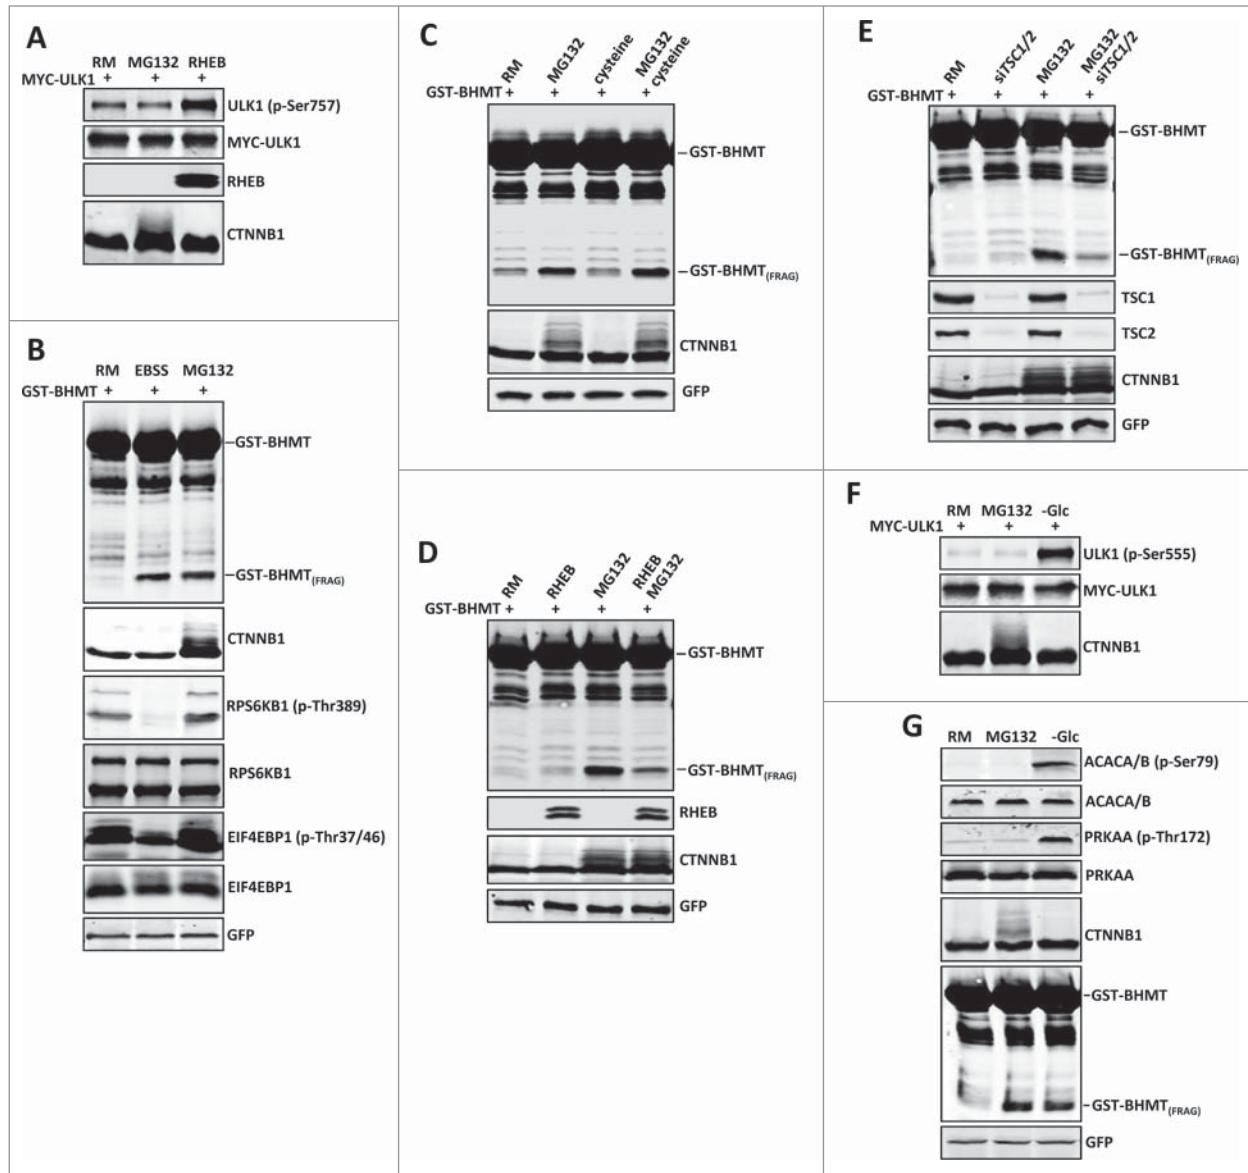 A
RM MG132 RHEB
MYC-ULK1 + + +
ULK1 (p-Ser757)
MYC-ULK1
RHEB
CTNNB1
B
RM EBSS MG132
GST-BHMT + + +
GST-BHMT
GST-BHMT(FRAG)
CTNNB1
RPS6KB1 (p-Thr389)
RPS6KB1
EIF4EBP1 (p-Thr37/46)
EIF4EBP1
GFP
C
RM MG132 cysteine MG132 cysteine
GST-BHMT + + + +
GST-BHMT
GST-BHMT(FRAG)
CTNNB1
GFP
D
RM RHEB MG132 RHEB MG132
GST-BHMT + + + +
GST-BHMT
GST-BHMT(FRAG)
RHEB
CTNNB1
GFP
E
RM siTSC1/2 MG132 MG132 siTSC1/2
GST-BHMT + + + +
GST-BHMT
GST-BHMT(FRAG)
TSC1
TSC2
CTNNB1
GFP
F
RM MG132 -Glc
MYC-ULK1 + + +
ULK1 (p-Ser555)
MYC-ULK1
CTNNB1
G
RM MG132 -Glc
ACACA/B (p-Ser79)
ACACA/B
PRKAA (p-Thr172)
PRKAA
CTNNB1
GST-BHMT
GST-BHMT(FRAG)
GFP